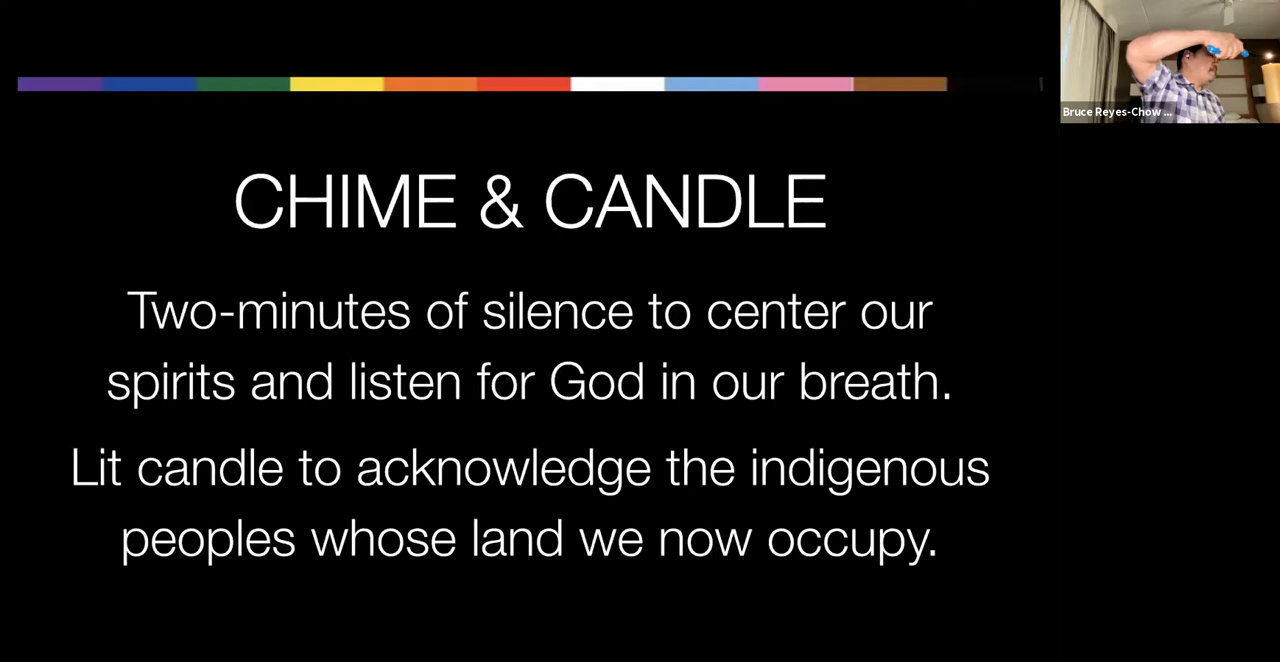 CHIME & CANDLE
Two-minutes of silence to center our
spirits and listen for God in our breath.
Lit candle to acknowledge the indigenous
peoples whose land we now occupy.
Bruce Reyes-Chow ...